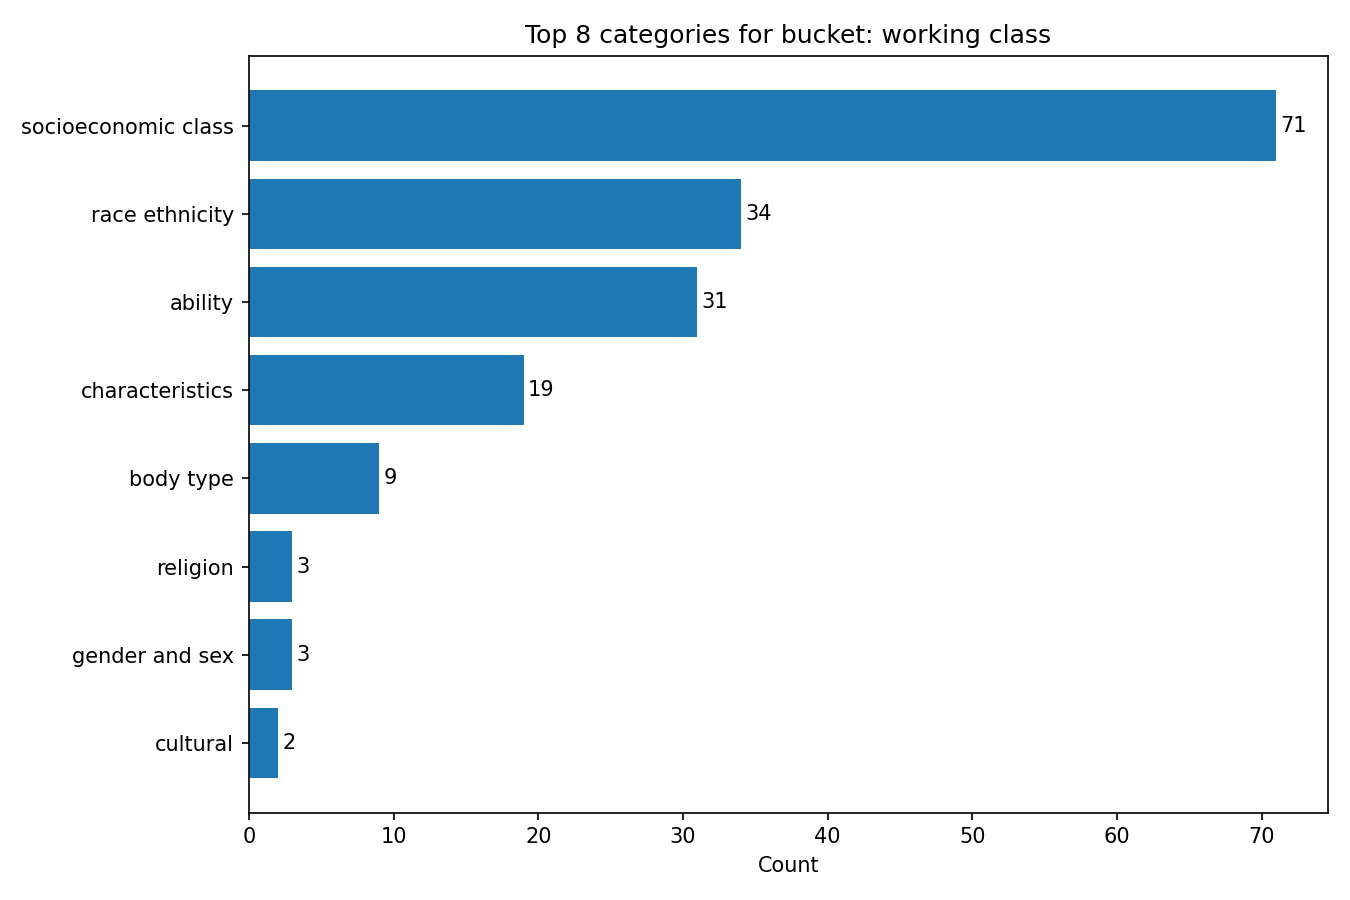 Top 8 categories for bucket: working class
socioeconomic class 71
race ethnicity 34
ability 31
characteristics 19
body type 9
religion 3
gender and sex 3
cultural 2
0 10 20 30 40 50 60 70
Count